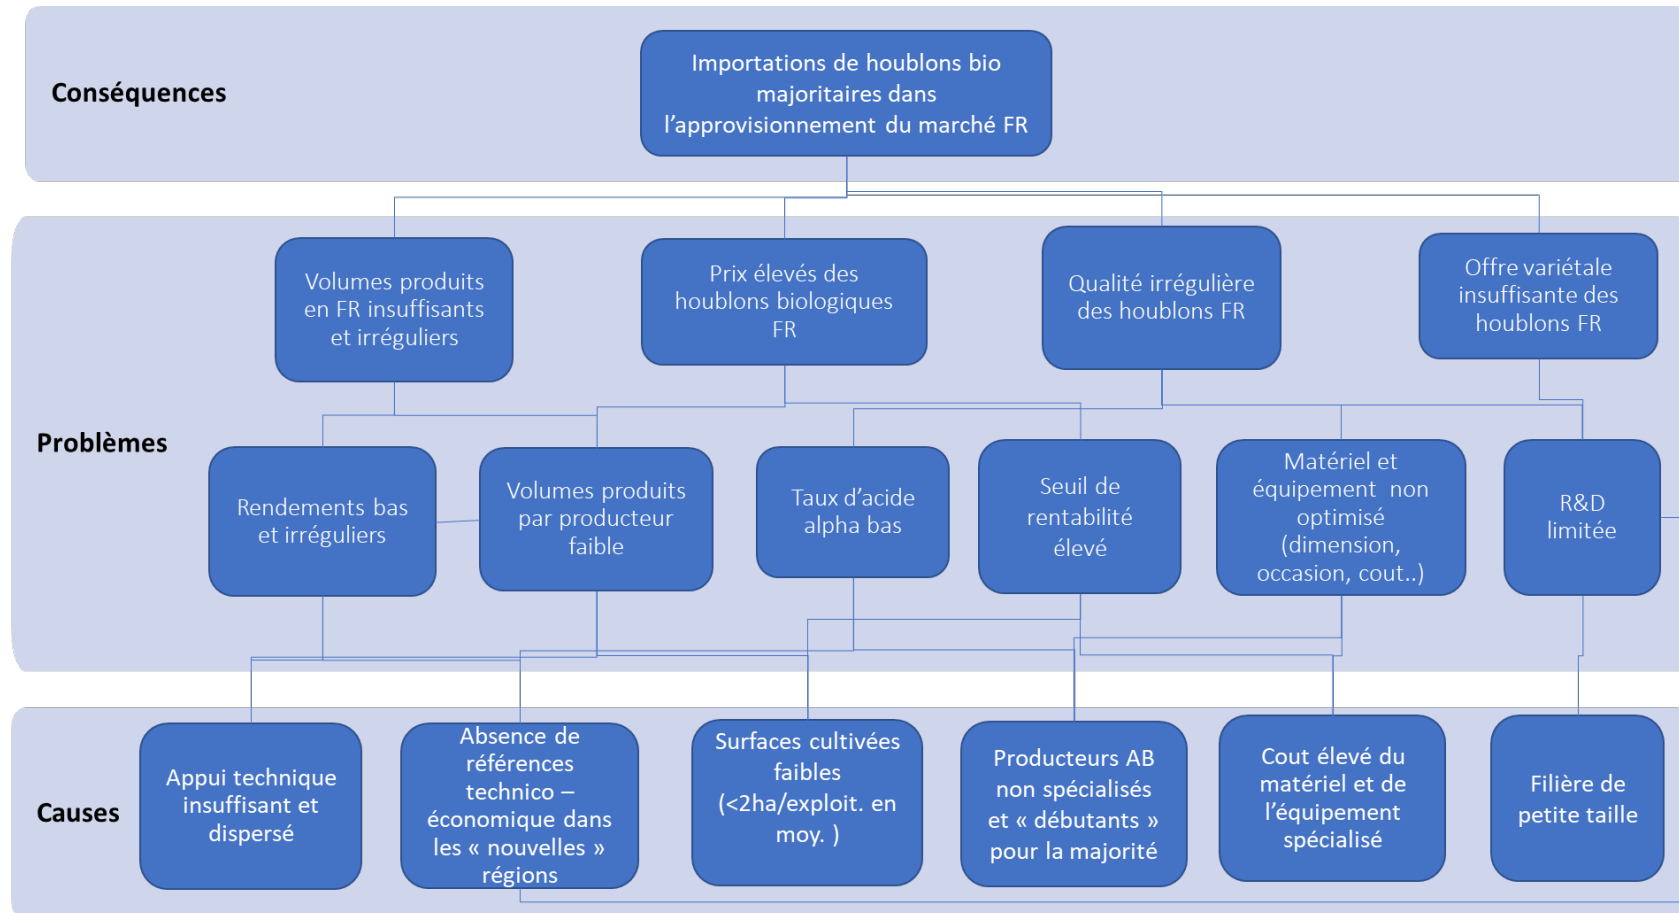 Conséquences
Importations de houblons bio
majoritaires dans
l’approvisionnement du marché FR
Problèmes
Volumes produits
en FR insuffisants
et irréguliers
Prix élevés des
houblons biologiques
FR
Qualité irrégulière
des houblons FR
Offre variétale
insuffisante des
houblons FR
Rendements bas
et irréguliers
Volumes produits
par producteur
faible
Taux d’acide
alpha bas
Seuil de
rentabilité
élevé
Matériel et
équipement non
optimisé
(dimension,
occasion, cout..)
R&D
limitée
Causes
Appui technique
insuffisant et
dispersé
Absence de
références
technico –
économique dans
les « nouvelles »
régions
Surfaces cultivées
faibles
(<2ha/exploit. en
moy. )
Producteurs AB
non spécialisés
et « débutants »
pour la majorité
Cout élevé du
matériel et de
l’équipement
spécialisé
Filière de
petite taille